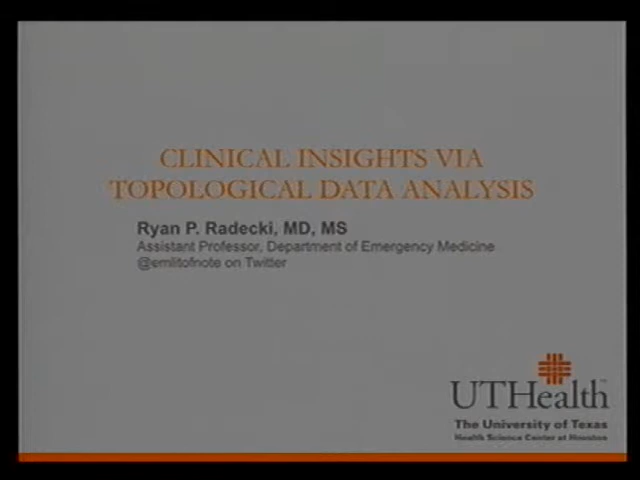 CLINICAL INSIGHTS VIA
TOPOLOGICAL DATA ANALYSIS
Ryan P. Radecki, MD, MS
Assistant Professor, Department of Emergency Medicine
@emlitofnote on Twitter
UTHealth
The University of Texas
Health Science Center at Houston